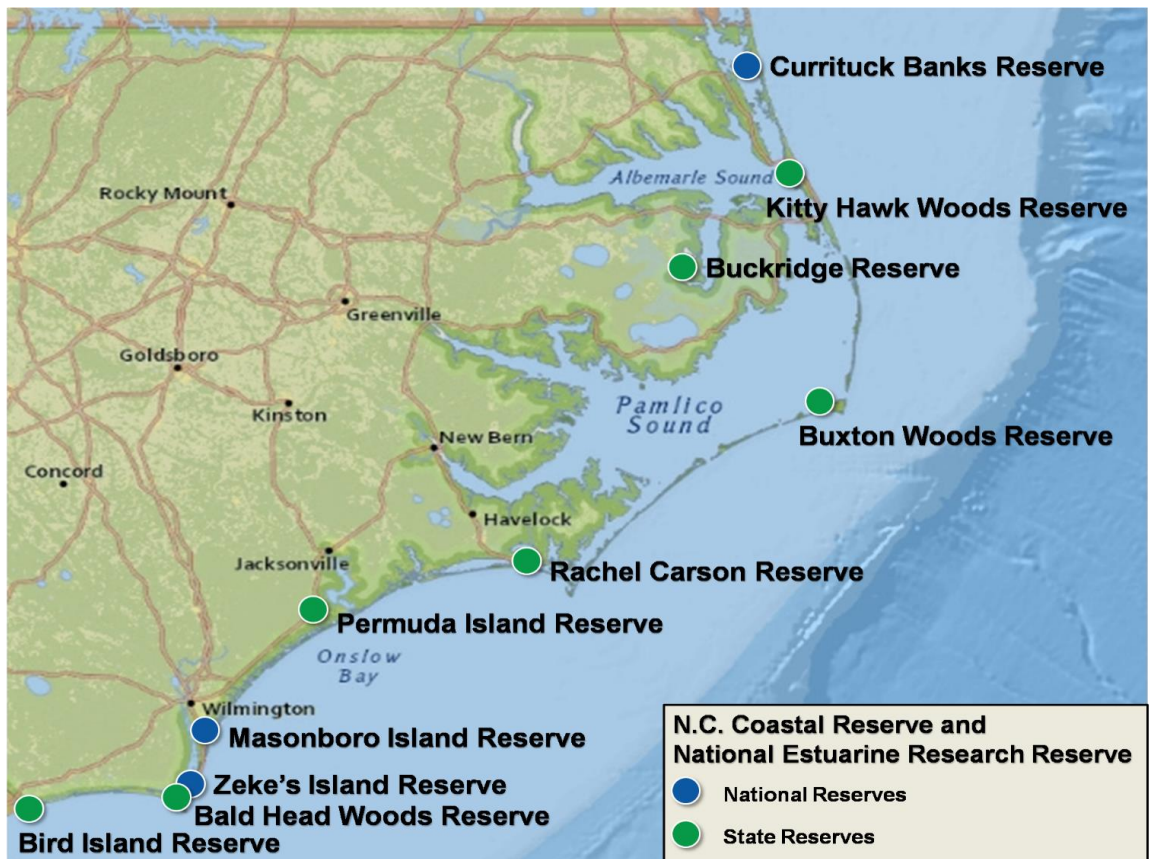 Currituck Banks Reserve
Albemarle Sound
Rocky Mount
Kitty Hawk Woods Reserve
Buckridge Reserve
Greenville
Goldsboro
Kinston
Pamlico
Sound
Buxton Woods Reserve
New Bern
Concord
Havelock
Jacksonville
Rachel Carson Reserve
Permuda Island Reserve
Onslow
Bay
Wilmington
Masonboro Island Reserve
Zeke's Island Reserve
Bald Head Woods Reserve
Bird Island Reserve
N.C. Coastal Reserve and
National Estuarine Research Reserve
National Reserves
State Reserves